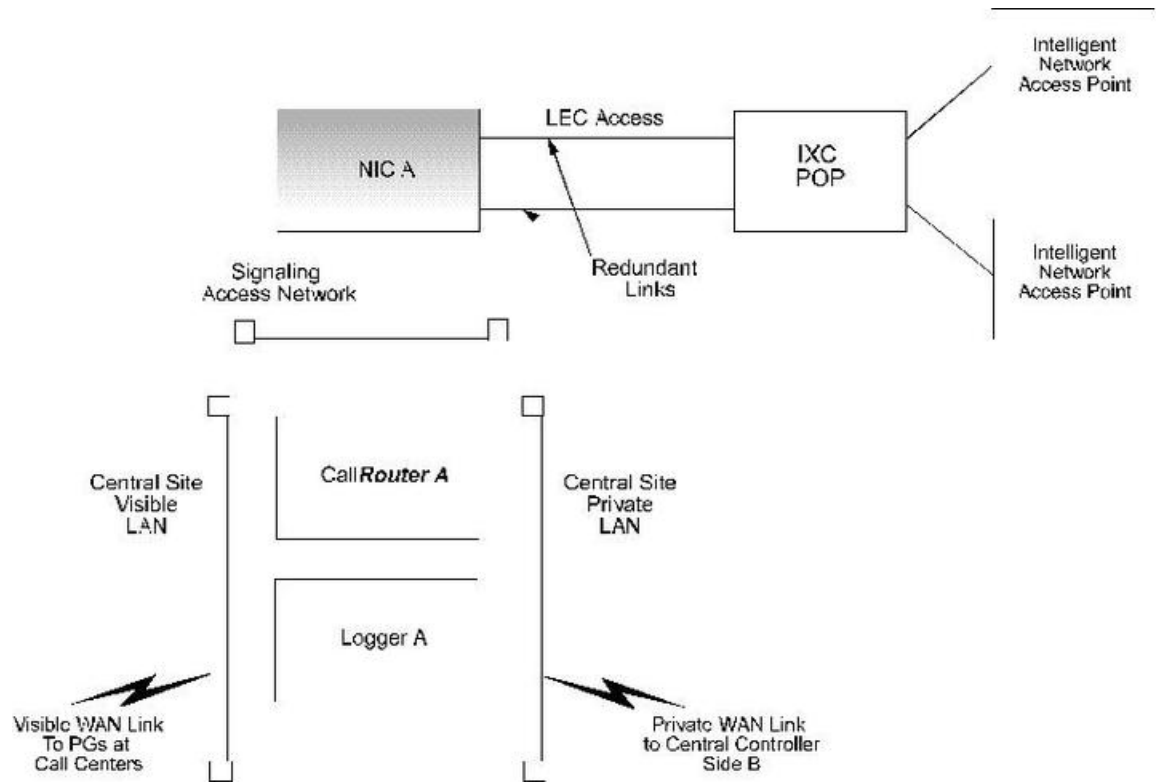 Intelligent
Network
Access Point
LEC Access
NIC A
IXC
POP
Redundant
Links
Intelligent
Network
Access Point
Signaling
Access Network
CallRouter A
Central Site
Visible
LAN
Central Site
Private
LAN
Logger A
Visible WAN Link
To PGs at
Call Centers
Private WAN Link
to Central Controller
Side B